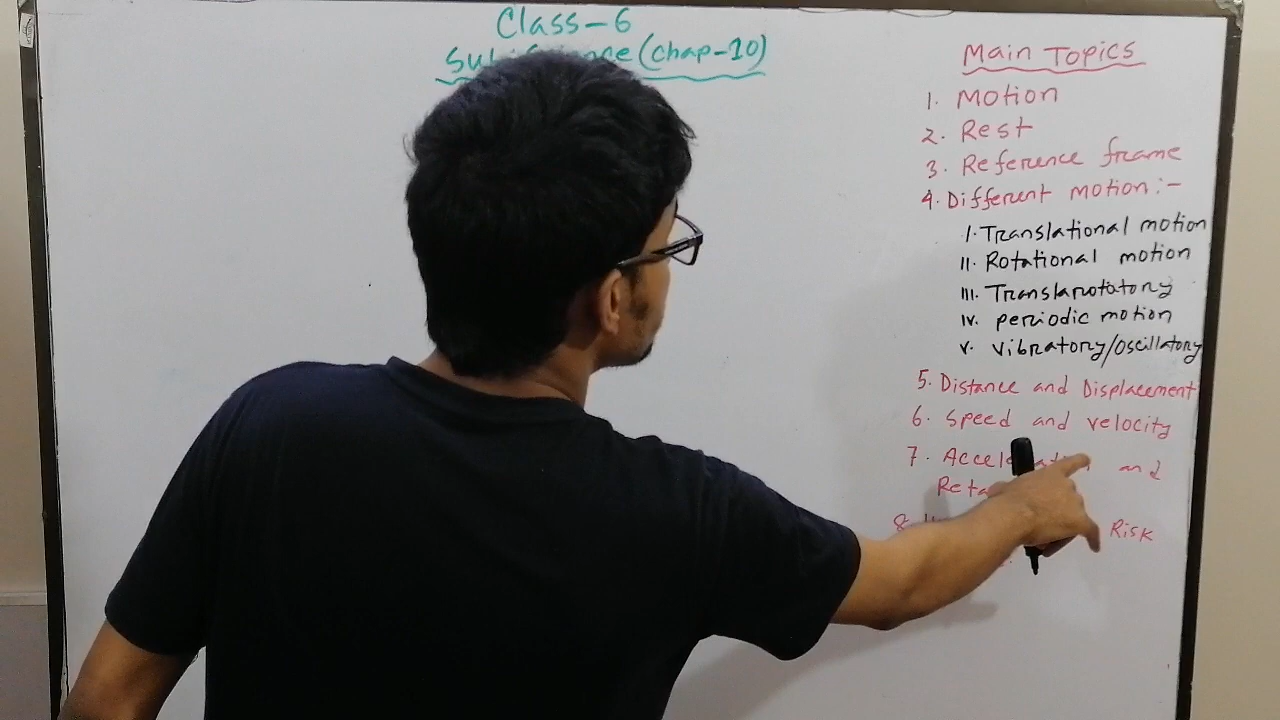 Class-6
(chap-10)
Main Topics
1. Motion
2. Rest
3. Reference frame
4. Different motion:-
I. Translational motion
II. Rotational motion
III. Translarotatory
IV. periodic motion
V. vibratory/Oscillatory
5. Distance and Displacement
6. Speed and velocity
7. and
8. Risk